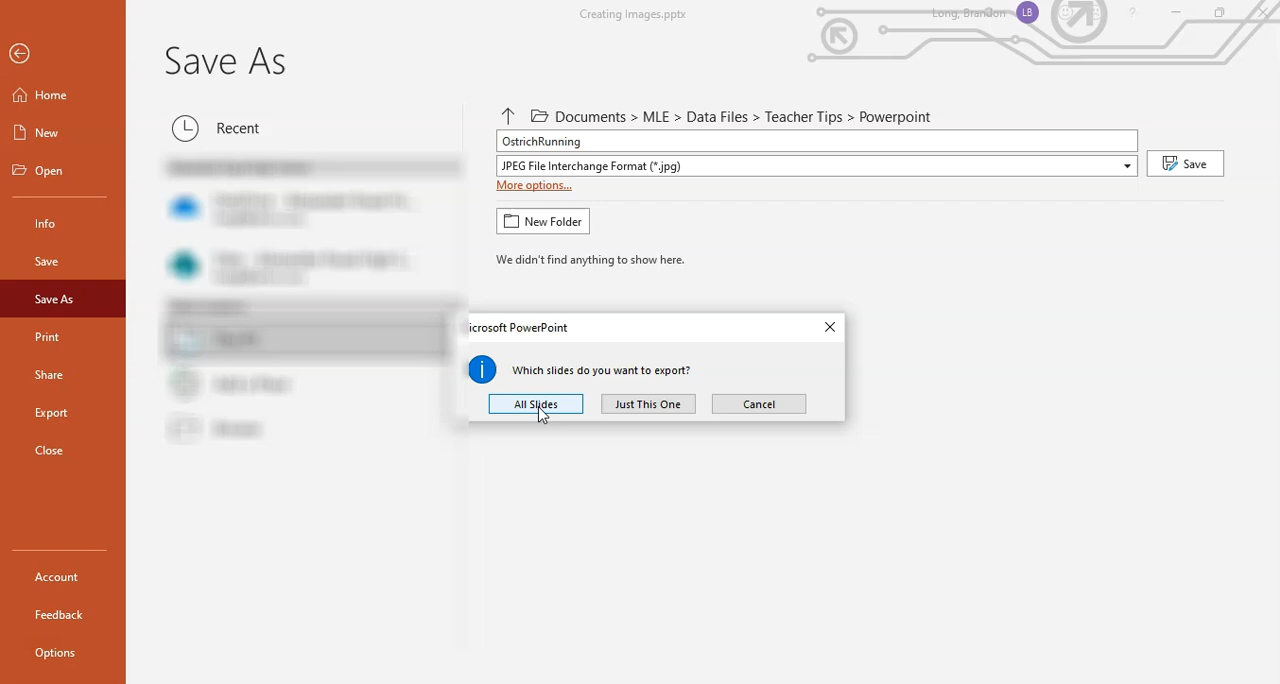 Creating Images.pptx
Long, Brandon
LB
?
Save As
Home
New
Open
Info
Save
Save As
Print
Share
Export
Close
Account
Feedback
Options
Recent
Documents > MLE > Data Files > Teacher Tips > Powerpoint
OstrichRunning
JPEG File Interchange Format (*.jpg)
Save
More options...
New Folder
We didn't find anything to show here.
icrosoft PowerPoint
Which slides do you want to export?
All Slides
Just This One
Cancel